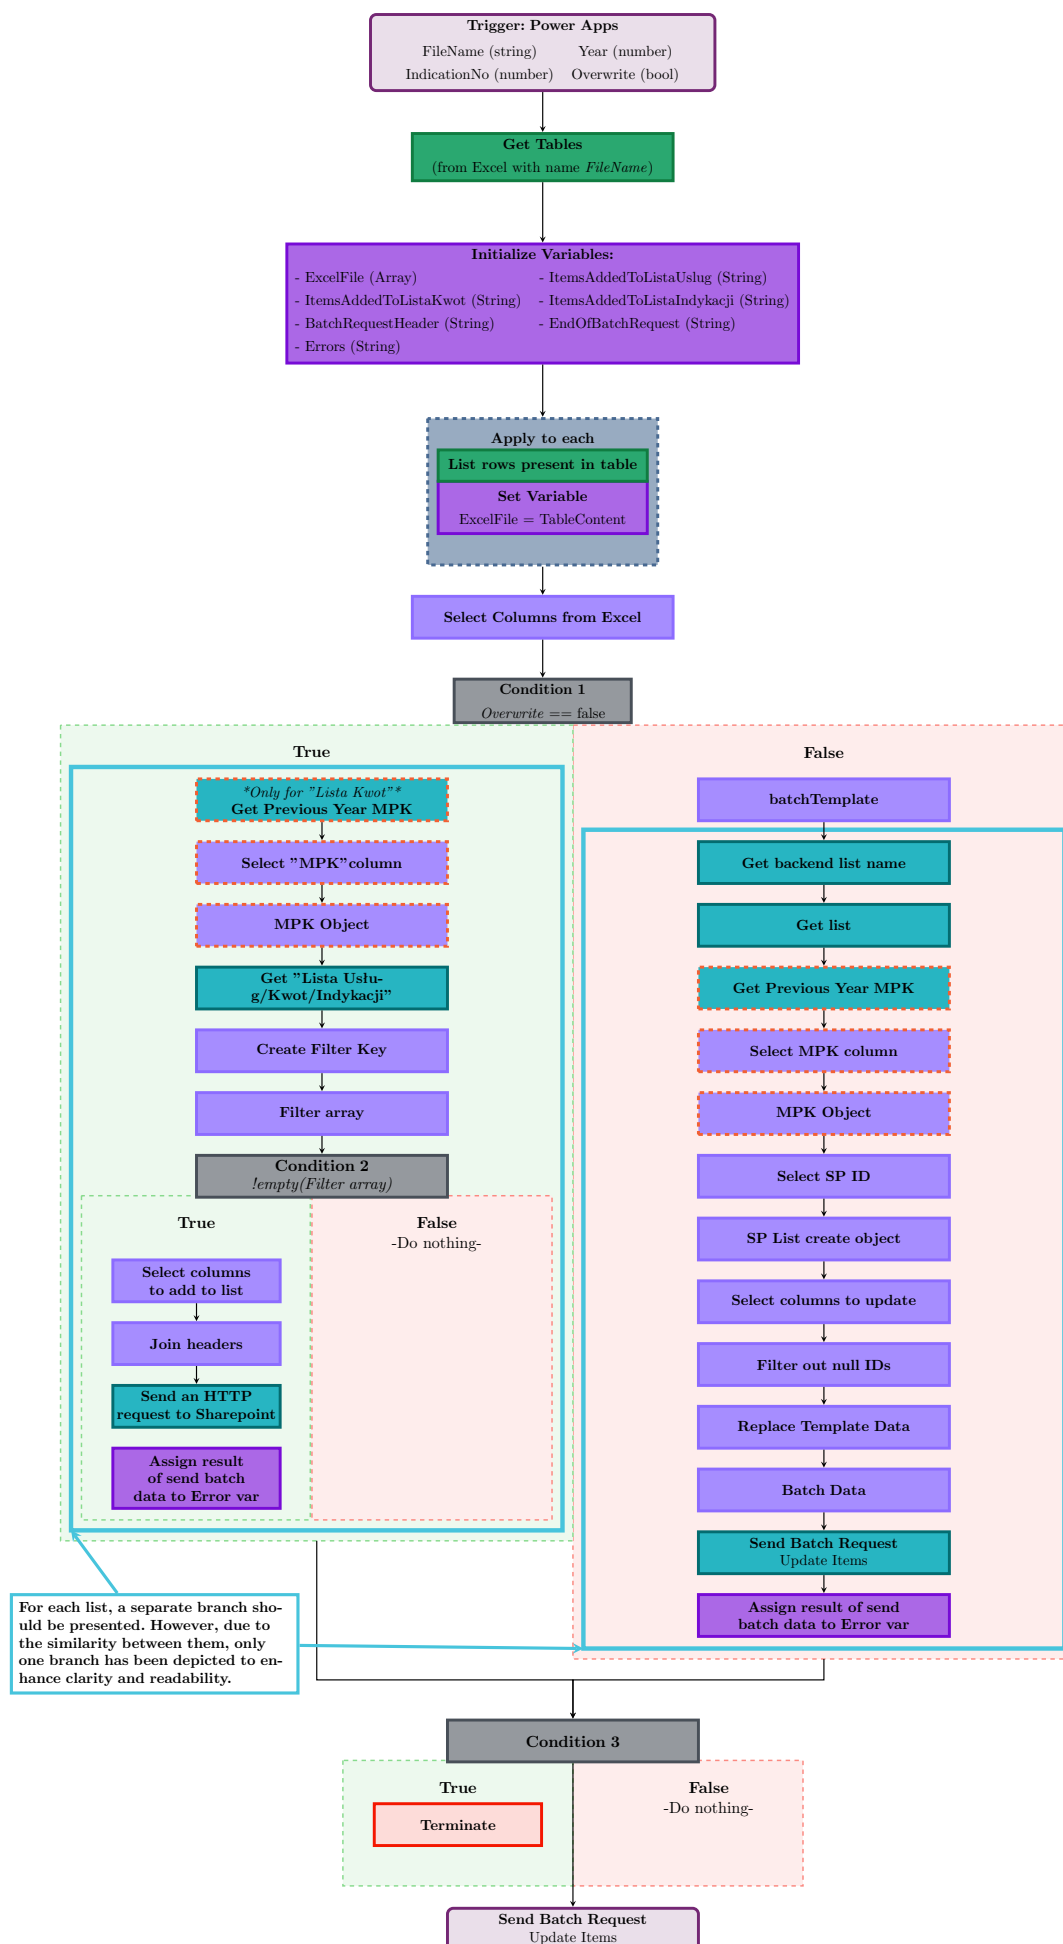 Trigger: Power Apps
FileName (string) Year (number)
IndicationNo (number) Overwrite (bool)
Get Tables
(from Excel with name FileName)
Initialize Variables:
- ExcelFile (Array) - ItemsAddedToListaUslug (String)
- ItemsAddedToListaKwot (String) - ItemsAddedToListaIndykacji (String)
- BatchRequestHeader (String) - EndOfBatchRequest (String)
- Errors (String)
Apply to each
List rows present in table
Set Variable
ExcelFile = TableContent
Select Columns from Excel
Condition 1
Overwrite == false
True
*Only for ”Lista Kwot”*
Get Previous Year MPK
Select ”MPK”column
MPK Object
Get ”Lista Usłu-
g/Kwot/Indykacji”
Create Filter Key
Filter array
Condition 2
!empty(Filter array)
True
Select columns
to add to list
Join headers
Send an HTTP
request to Sharepoint
Assign result
of send batch
data to Error var
False
-Do nothing-
False
batchTemplate
Get backend list name
Get list
Get Previous Year MPK
Select MPK column
MPK Object
Select SP ID
SP List create object
Select columns to update
Filter out null IDs
Replace Template Data
Batch Data
Send Batch Request
Update Items
Assign result of send
batch data to Error var
For each list, a separate branch sho-
uld be presented. However, due to
the similarity between them, only
one branch has been depicted to en-
hance clarity and readability.
Condition 3
True
Terminate
False
-Do nothing-
Send Batch Request
Update Items